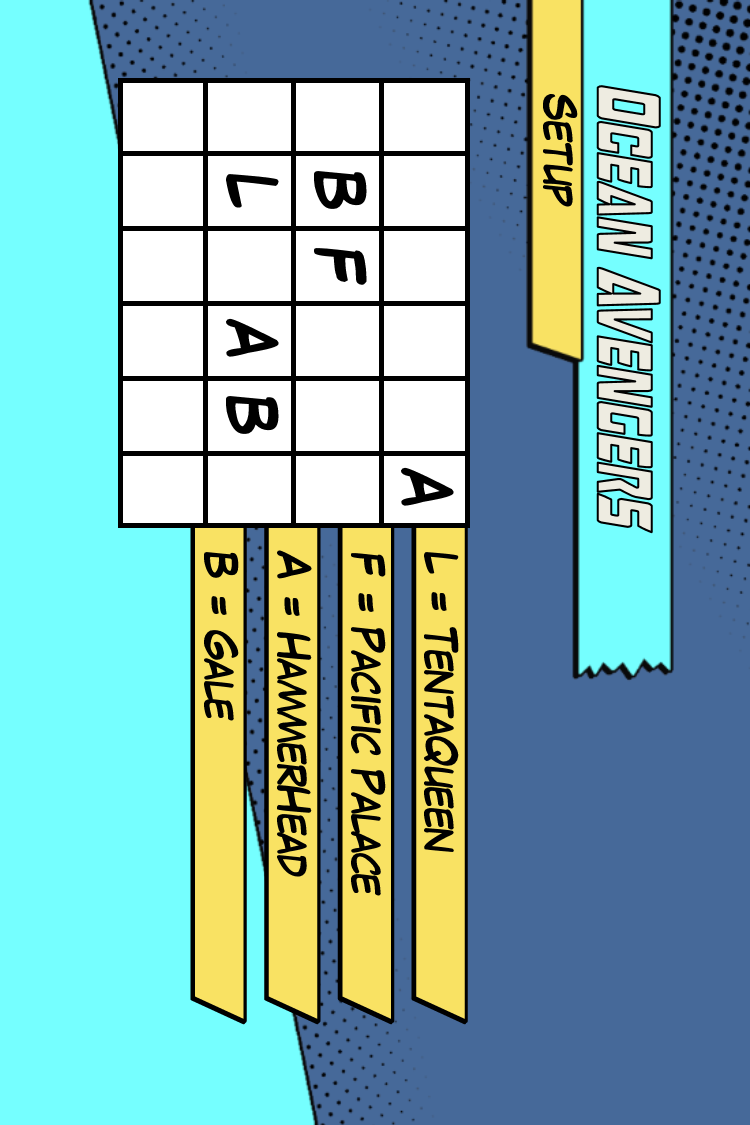 OCEAN AVENGERS
SETUP
A
B F
L A B
L = TENTAQUEEN
F = PACIFIC PALACE
A = HAMMERHEAD
B = GALE